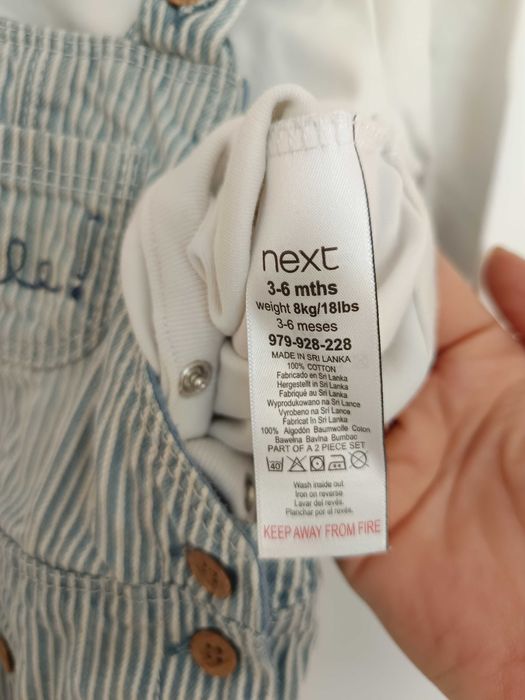 le!
next
3-6 mths
weight 8kg/18lbs
3-6 meses
979-928-228
MADE IN SRI LANKA
100% COTTON
Fabricado en Sri Lanka
Hergestellt in Sri Lanka
Fabriqué au Sri Lanka
Wyprodukowano na Sri Lance
Vyrobeno na Sri Lance
Fabricat în Sri Lanka
100% Algodón Baumwolle Coton
Bawełna Bavlna Bumbac
PART OF A 2 PIECE SET
40
Wash inside out.
Iron on reverse.
Lavar del revés.
Planchar por el revés.
KEEP AWAY FROM FIRE